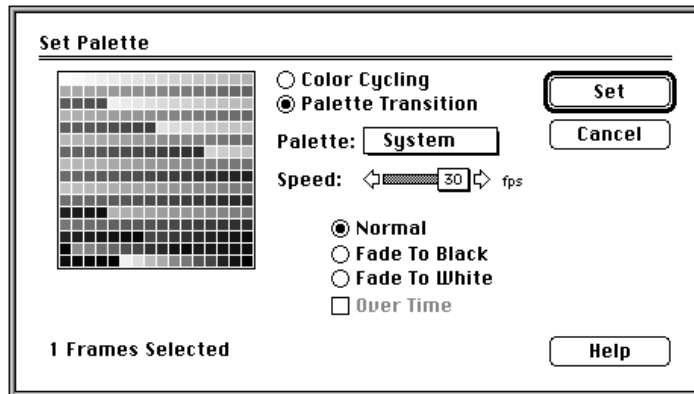 Set Palette
Color Cycling
Palette Transition
Palette: System
Speed: 30 fps
Normal
Fade To Black
Fade To White
Over Time
1 Frames Selected
Set
Cancel
Help